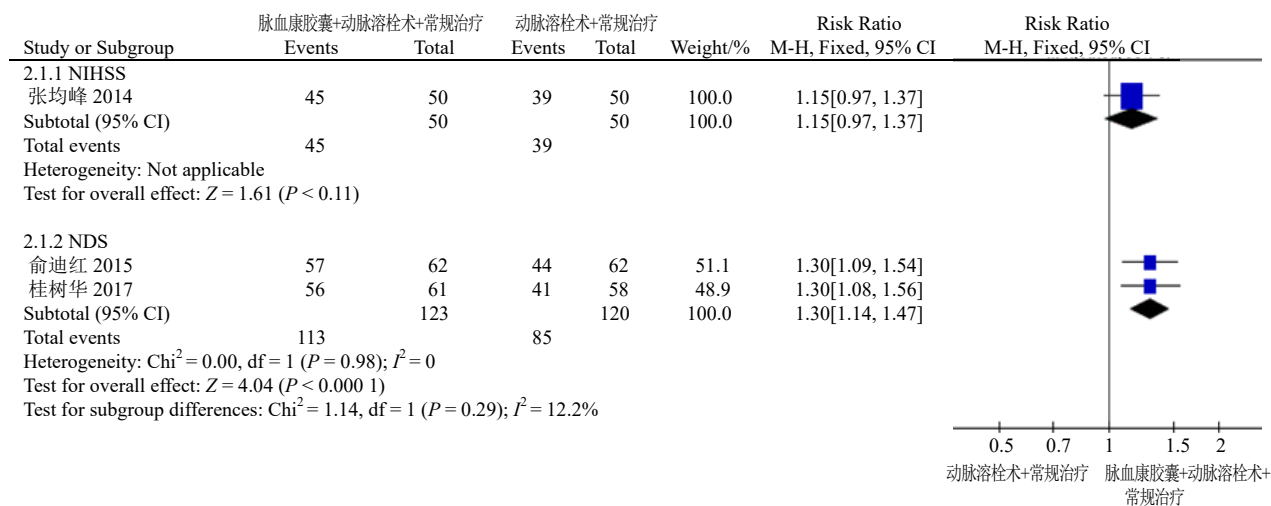 脉血康胶囊+动脉溶栓术+常规治疗 动脉溶栓术+常规治疗 Risk Ratio Risk Ratio
Study or Subgroup Events Total Events Total Weight/% M-H, Fixed, 95% CI M-H, Fixed, 95% CI
2.1.1 NIHSS
张均峰 2014 45 50 39 50 100.0 1.15[0.97, 1.37]
Subtotal (95% CI) 50 50 100.0 1.15[0.97, 1.37]
Total events 45 39
Heterogeneity: Not applicable
Test for overall effect: Z = 1.61 (P < 0.11)
2.1.2 NDS
俞迪红 2015 57 62 44 62 51.1 1.30[1.09, 1.54]
桂树华 2017 56 61 41 58 48.9 1.30[1.08, 1.56]
Subtotal (95% CI) 123 120 100.0 1.30[1.14, 1.47]
Total events 113 85
Heterogeneity: Chi² = 0.00, df = 1 (P = 0.98); I² = 0
Test for overall effect: Z = 4.04 (P < 0.000 1)
Test for subgroup differences: Chi² = 1.14, df = 1 (P = 0.29); I² = 12.2%
0.5 0.7 1 1.5 2
动脉溶栓术+常规治疗 脉血康胶囊+动脉溶栓术+
常规治疗